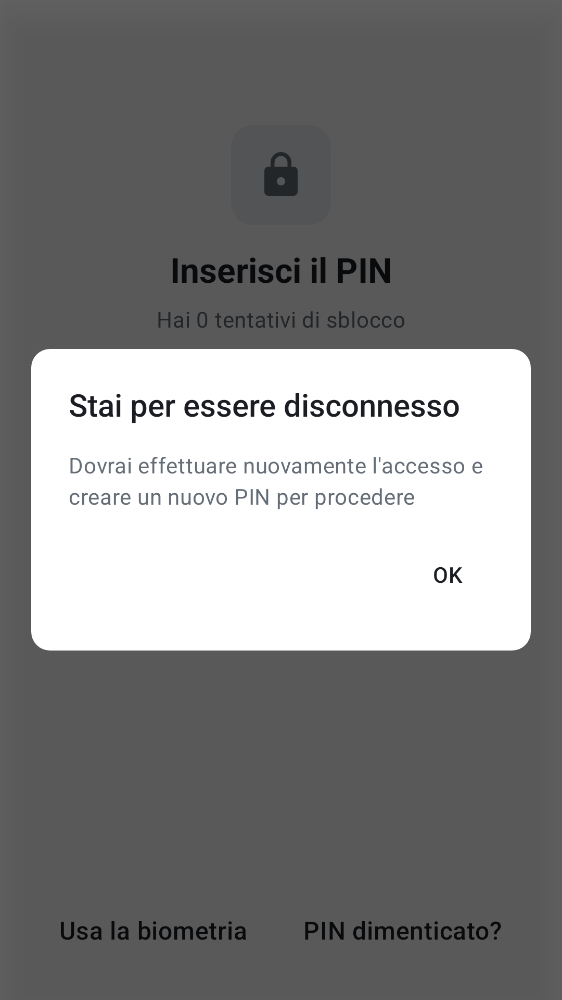 Inserisci il PIN
Hai 0 tentativi di sblocco
Stai per essere disconnesso
Dovrai effettuare nuovamente l'accesso e
creare un nuovo PIN per procedere
OK
Usa la biometria
PIN dimenticato?